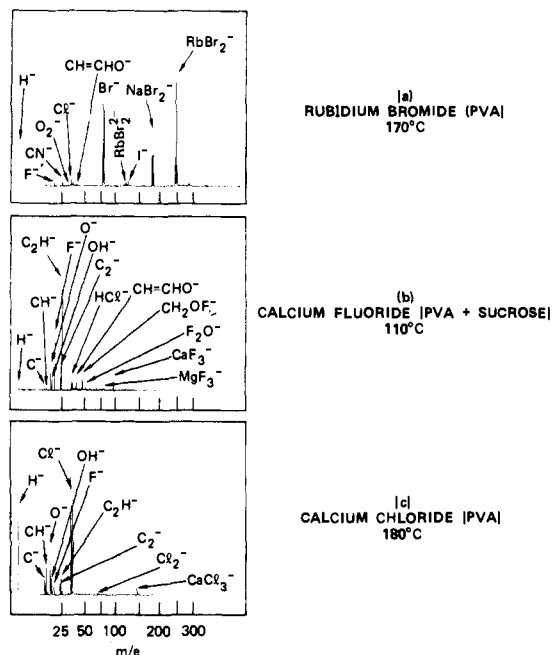 RbBr₂⁻
CH=CHO⁻
H⁻
Br⁻
NaBr₂⁻
Cℓ⁻
O₂⁻
RbBr₂²
I⁻
CN⁻
F⁻
|a)
RUBIDIUM BROMIDE (PVA|
170°C
O⁻
C₂H⁻
F⁻
OH⁻
C₂⁻
HCℓ⁻
CH=CHO⁻
CH⁻
CH₂OF⁻
H⁻
F₂O⁻
C⁻
CaF₃⁻
MgF₃⁻
(b)
CALCIUM FLUORIDE |PVA + SUCROSE|
110°C
Cℓ⁻
OH⁻
H⁻
F⁻
O⁻
C₂H⁻
CH⁻
C₂⁻
C⁻
Cℓ₂⁻
CaCℓ₃⁻
|c|
CALCIUM CHLORIDE |PVA|
180°C
25 50 100 200 300
m/e